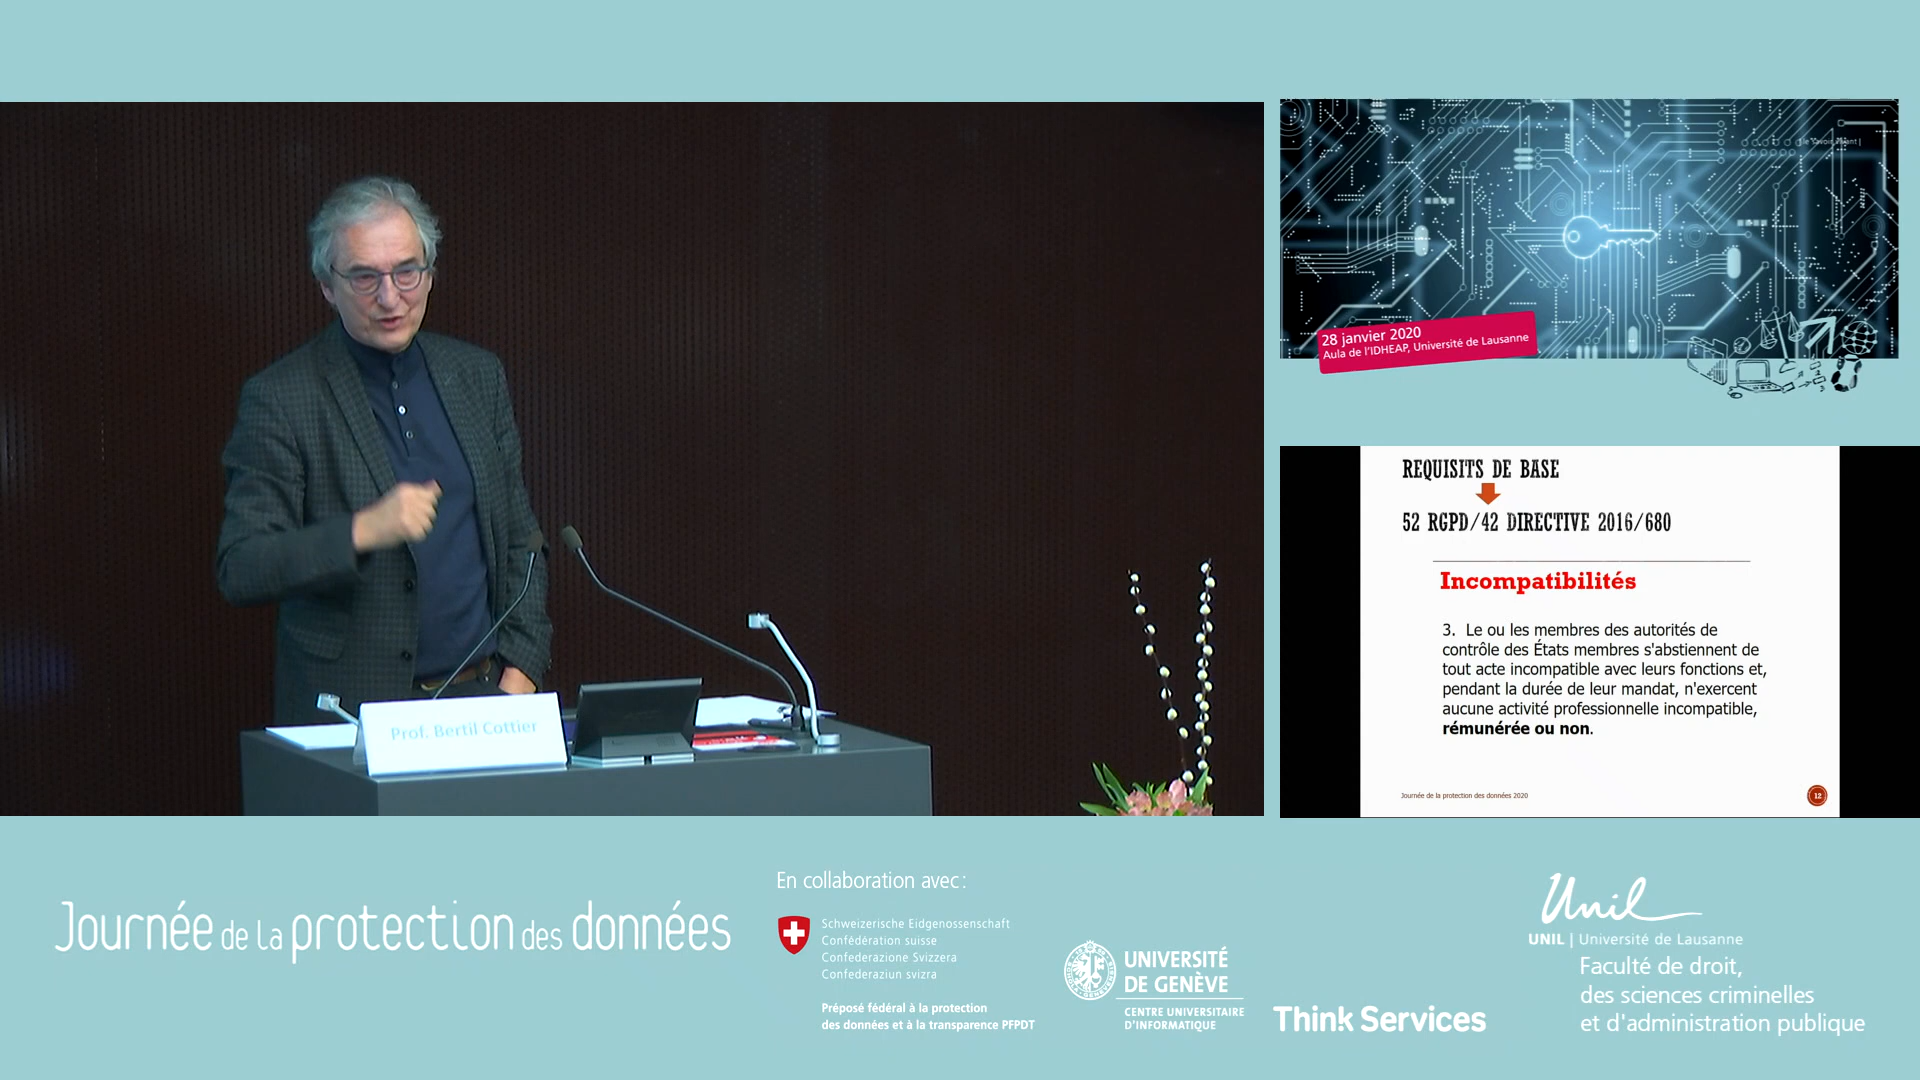 Prof. Bertil Cottier
28 janvier 2020
Aula de l'IDHEAP, Université de Lausanne
REQUISITS DE BASE
52 RGPD/42 DIRECTIVE 2016/680
Incompatibilités
3. Le ou les membres des autorités de
contrôle des États membres s'abstiennent de
tout acte incompatible avec leurs fonctions et,
pendant la durée de leur mandat, n'exercent
aucune activité professionnelle incompatible,
rémunérée ou non.
Journée de la protection des données 2020
12
Journée de la protection des données
En collaboration avec :
Schweizerische Eidgenossenschaft
Confédération suisse
Confederazione Svizzera
Confederaziun svizra
Préposé fédéral à la protection
des données et à la transparence PFPDT
UNIVERSITÉ
DE GENÈVE
CENTRE UNIVERSITAIRE
D'INFORMATIQUE
Think Services
Unil
UNIL | Université de Lausanne
Faculté de droit,
des sciences criminelles
et d'administration publique